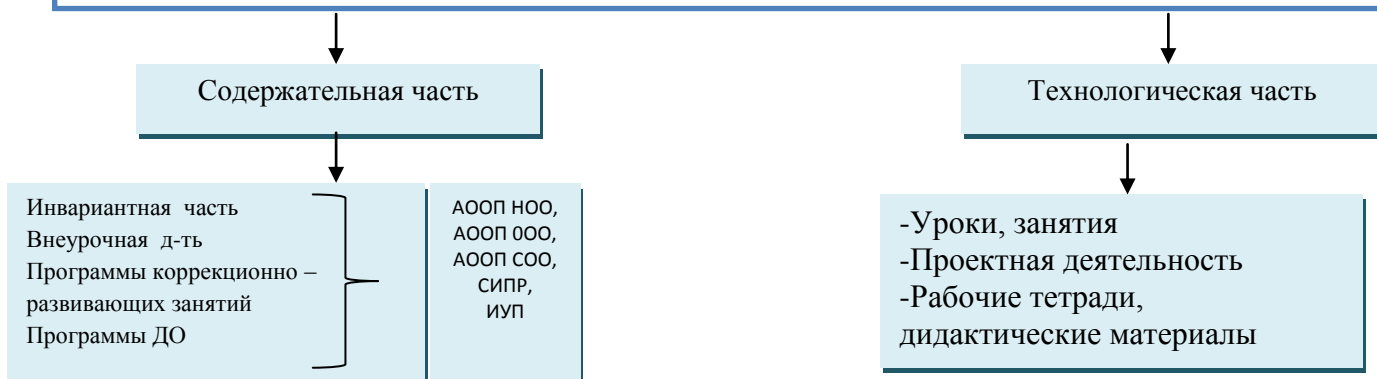 Содержательная часть
Технологическая часть
Инвариантная часть
Внеурочная д-ть
Программы коррекционно –
развивающих занятий
Программы ДО
АООП НОО,
АООП 0ОО,
АООП СОО,
СИПР,
ИУП
-Уроки, занятия
-Проектная деятельность
-Рабочие тетради,
дидактические материалы